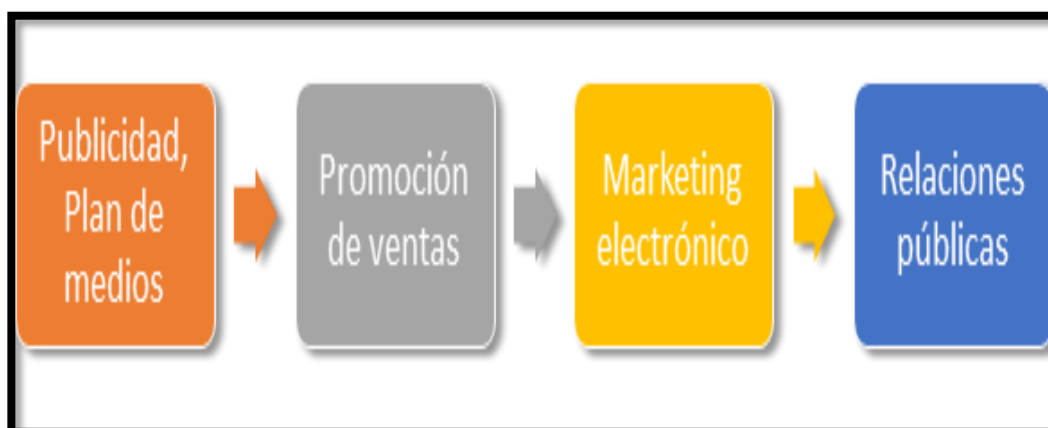 Publicidad,
Plan de
medios
Promoción
de ventas
Marketing
electrónico
Relaciones
públicas